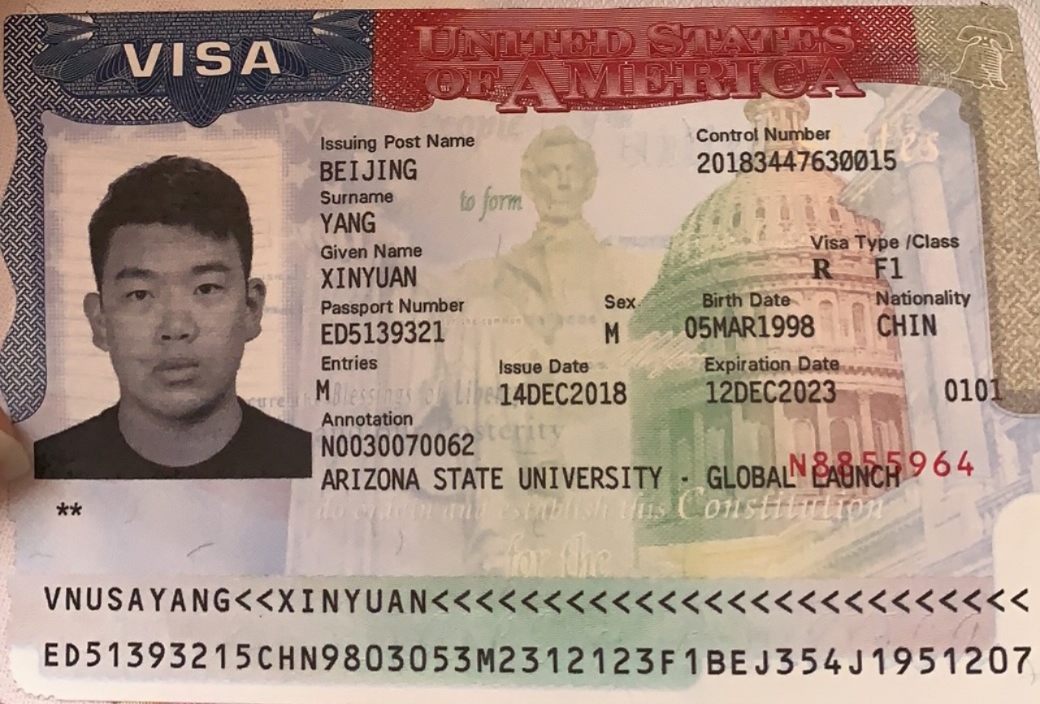 VISA
UNITED STATES
OF AMERICA
Issuing Post Name
BEIJING
Control Number
20183447630015
Surname
YANG
to form
Given Name
XINYUAN
Visa Type /Class
R F1
Passport Number
ED5139321
Sex
M
Birth Date
05MAR1998
Nationality
CHIN
Entries
M
Issue Date
14DEC2018
Expiration Date
12DEC2023
0101
Blessings of
Annotation
N0030070062
Posterity
N8855964
ARIZONA STATE UNIVERSITY - GLOBAL LAUNCH
**
do ordain and establish this Constitution
for the
VNUSAYANG<<XINYUAN<<<<<<<<<<<<<<<<<<<<<<<<<<
ED51393215CHN9803053M2312123F1BEJ354J1951207